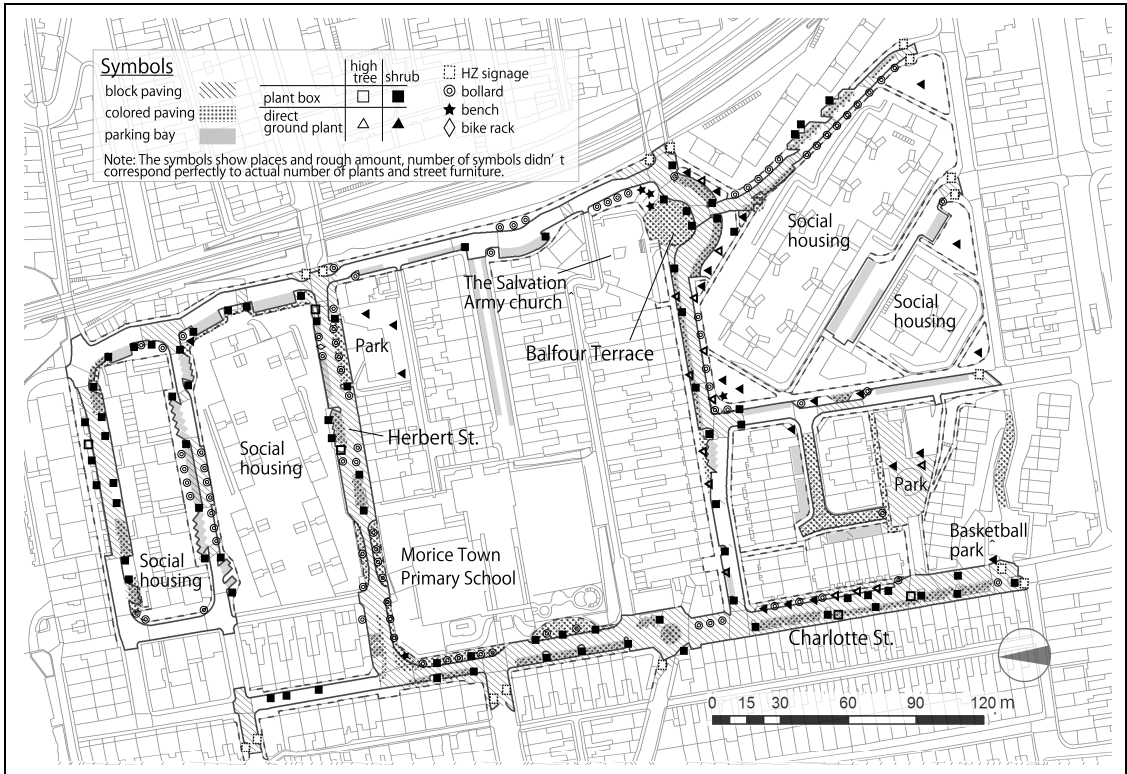 Symbols
block paving
colored paving
parking bay
high
tree
shrub
plant box
direct
ground plant
HZ signage
bollard
bench
bike rack
Note: The symbols show places and rough amount, number of symbols didn't
correspond perfectly to actual number of plants and street furniture.
Social
housing
The Salvation
Army church
Social
housing
Park
Balfour Terrace
Herbert St.
Social
housing
Park
Basketball
park
Morice Town
Primary School
Social
housing
Charlotte St.
0 15 30 60 90 120 m